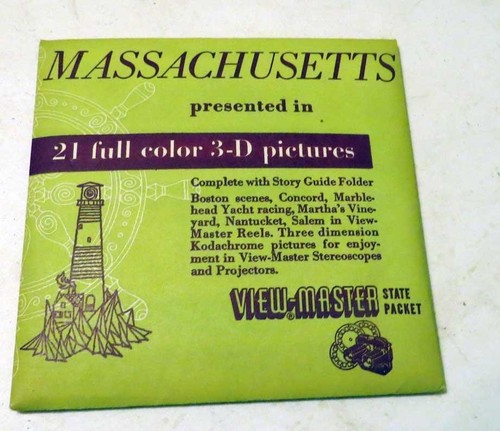 MASSACHUSETTS
presented in
21 full color 3-D pictures
Complete with Story Guide Folder
Boston scenes, Concord, Marble-
head Yacht racing, Martha's Vine-
yard, Nantucket, Salem in View-
Master Reels. Three dimension
Kodachrome pictures for enjoy-
ment in View-Master Stereoscopes
and Projectors.
VIEW-MASTER® STATE
PACKET